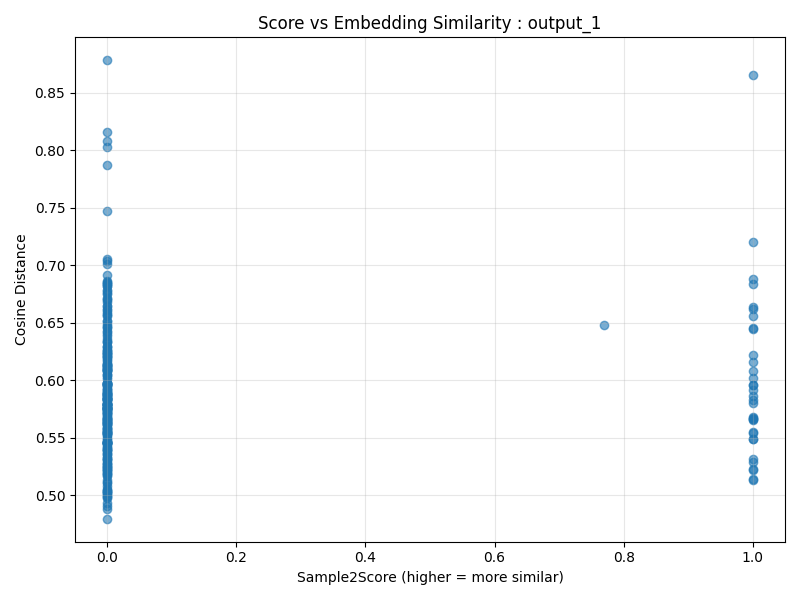 Score vs Embedding Similarity : output_1
Cosine Distance
0.85
0.80
0.75
0.70
0.65
0.60
0.55
0.50
0.0 0.2 0.4 0.6 0.8 1.0
Sample2Score (higher = more similar)